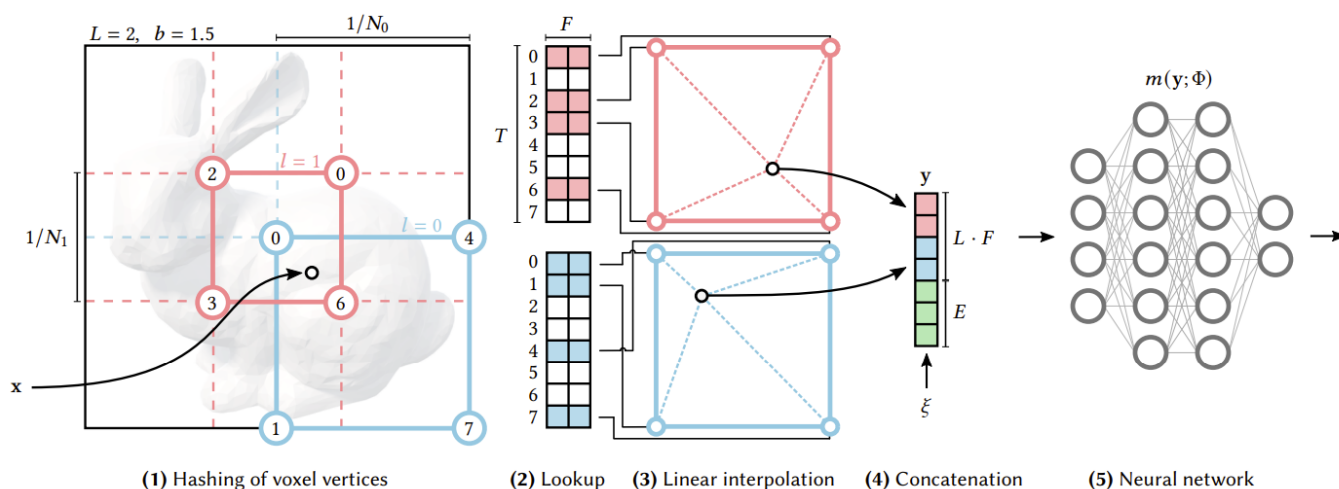 L = 2, b = 1.5
1/N₀
l = 1
2
0
1/N₁
l = 0
0
4
3
6
x
1
7
F
T
0
1
2
3
4
5
6
7
0
1
2
3
4
5
6
7
y
L · F
E
ξ
m(y; Φ)
(1) Hashing of voxel vertices
(2) Lookup
(3) Linear interpolation
(4) Concatenation
(5) Neural network